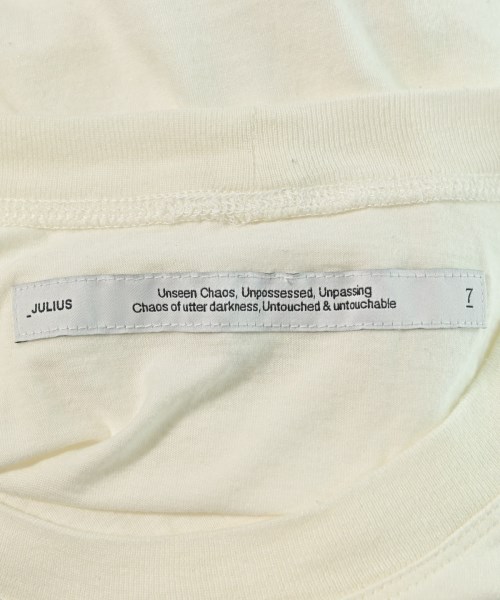 _JULIUS
Unseen Chaos, Unpossessed, Unpassing
Chaos of utter darkness, Untouched & untouchable
7